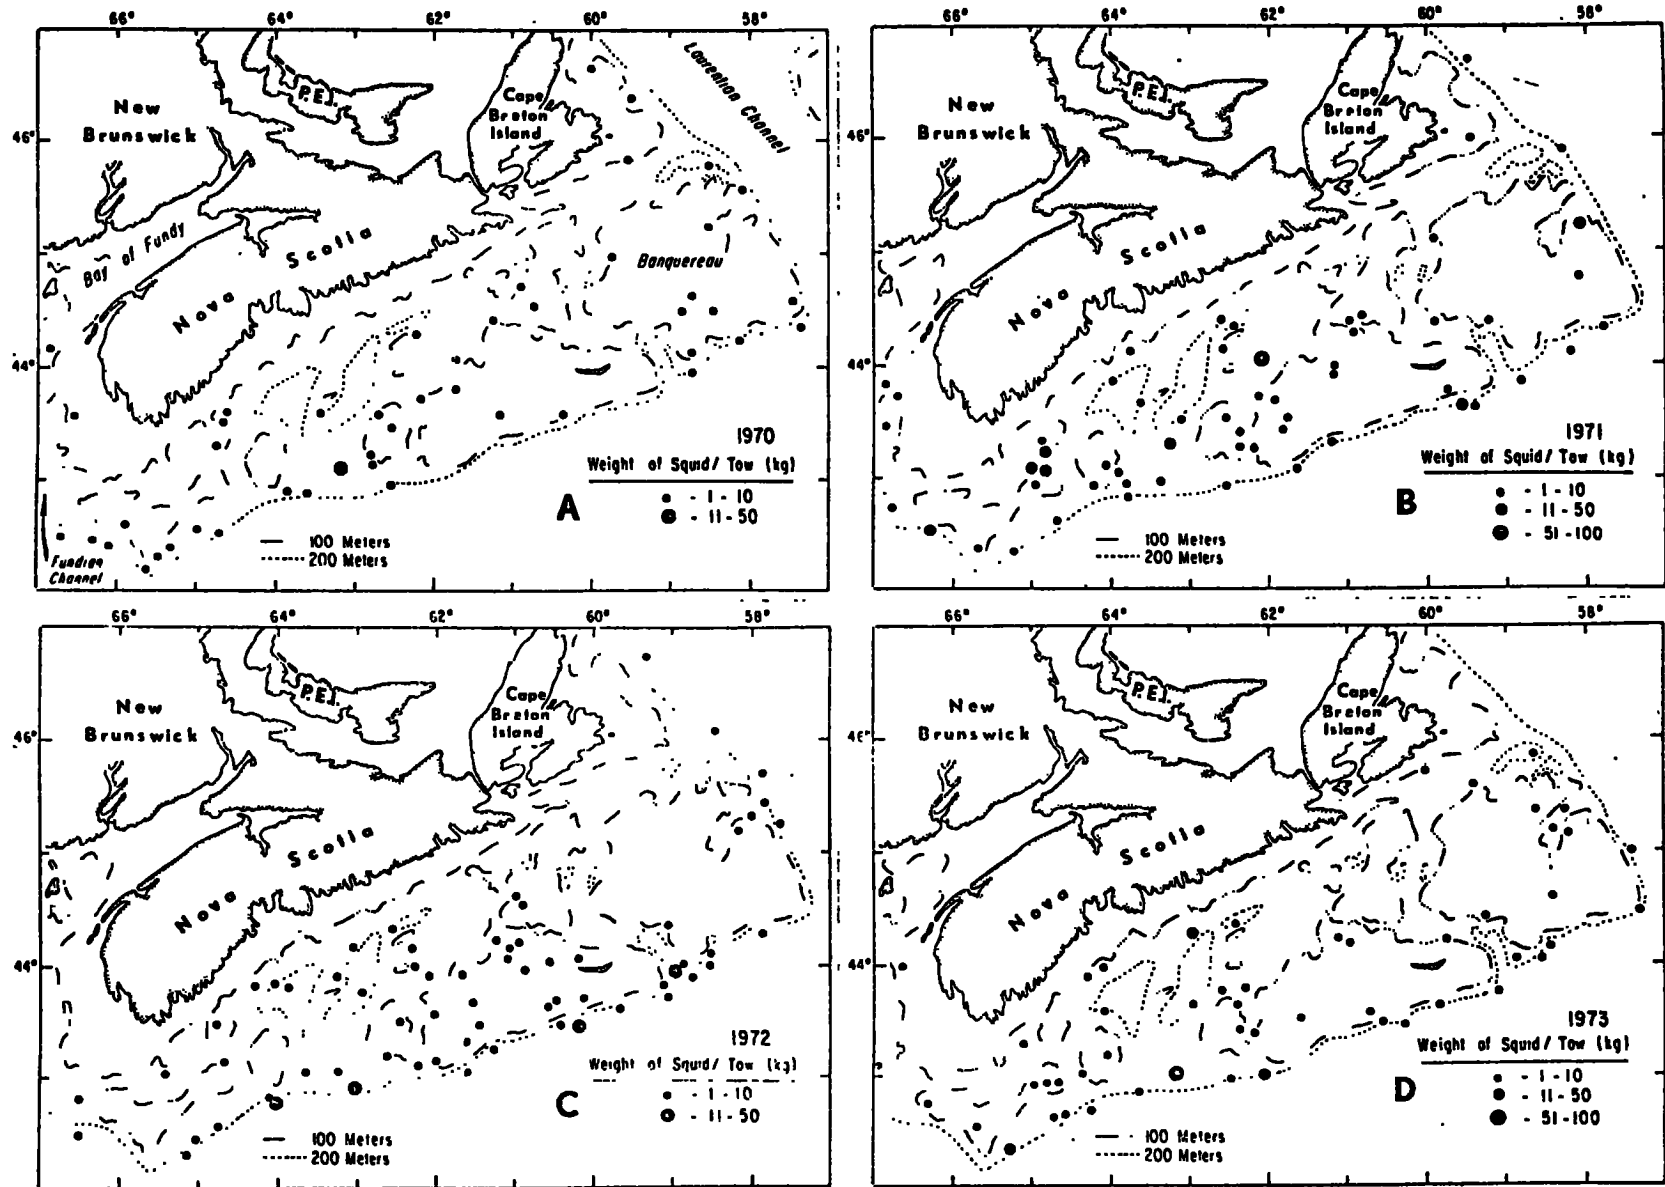 66° 64° 62° 60° 58°
46°
44°
New
Brunswick
P.E.I.
Cape
Breton
Island
Laurentian Channel
Bay of Fundy
Nova Scotia
Banquereau
Fundian
Channel
1970
Weight of Squid / Tow (kg)
- 1 - 10
- 11 - 50
A
100 Meters
200 Meters
66° 64° 62° 60° 58°
46°
44°
New
Brunswick
P.E.I.
Cape
Breton
Island
Nova Scotia
1971
Weight of Squid / Tow (kg)
- 1 - 10
- 11 - 50
- 51 - 100
B
100 Meters
200 Meters
66° 64° 62° 60° 58°
46°
44°
New
Brunswick
P.E.I.
Cape
Breton
Island
Nova Scotia
1972
Weight of Squid / Tow (kg)
- 1 - 10
- 11 - 50
C
100 Meters
200 Meters
66° 64° 62° 60° 58°
46°
44°
New
Brunswick
P.E.I.
Cape
Breton
Island
Nova Scotia
1973
Weight of Squid / Tow (kg)
- 1 - 10
- 11 - 50
- 51 - 100
D
100 Meters
200 Meters